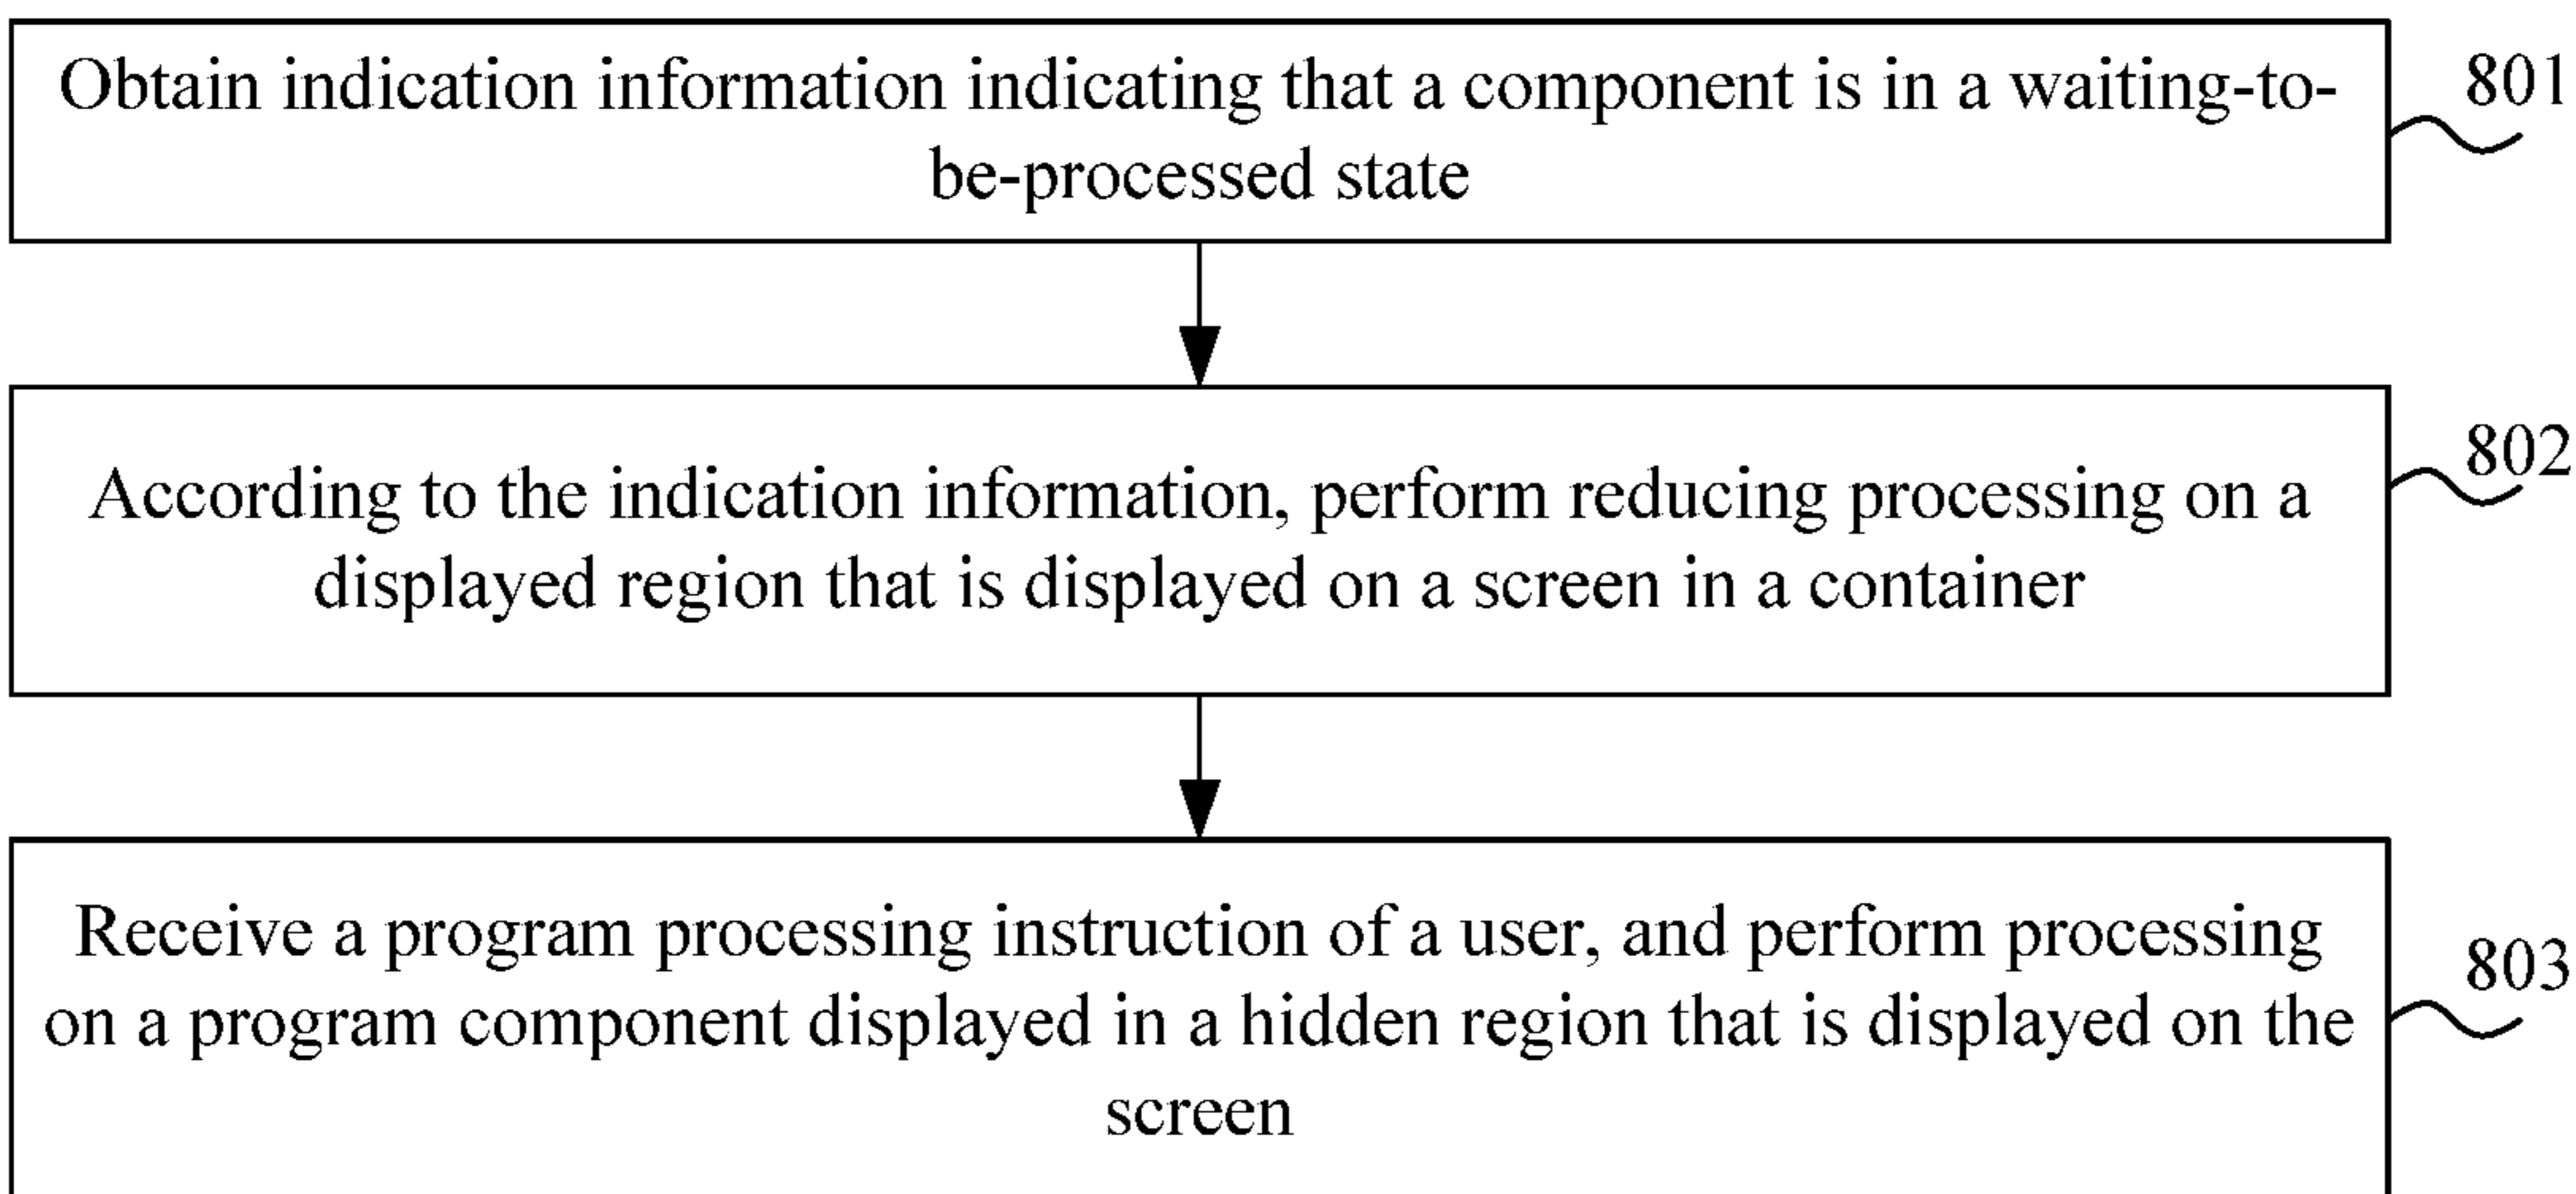 Obtain indication information indicating that a component is in a waiting-to-
be-processed state
801
According to the indication information, perform reducing processing on a
displayed region that is displayed on a screen in a container
802
Receive a program processing instruction of a user, and perform processing
on a program component displayed in a hidden region that is displayed on the
screen
803